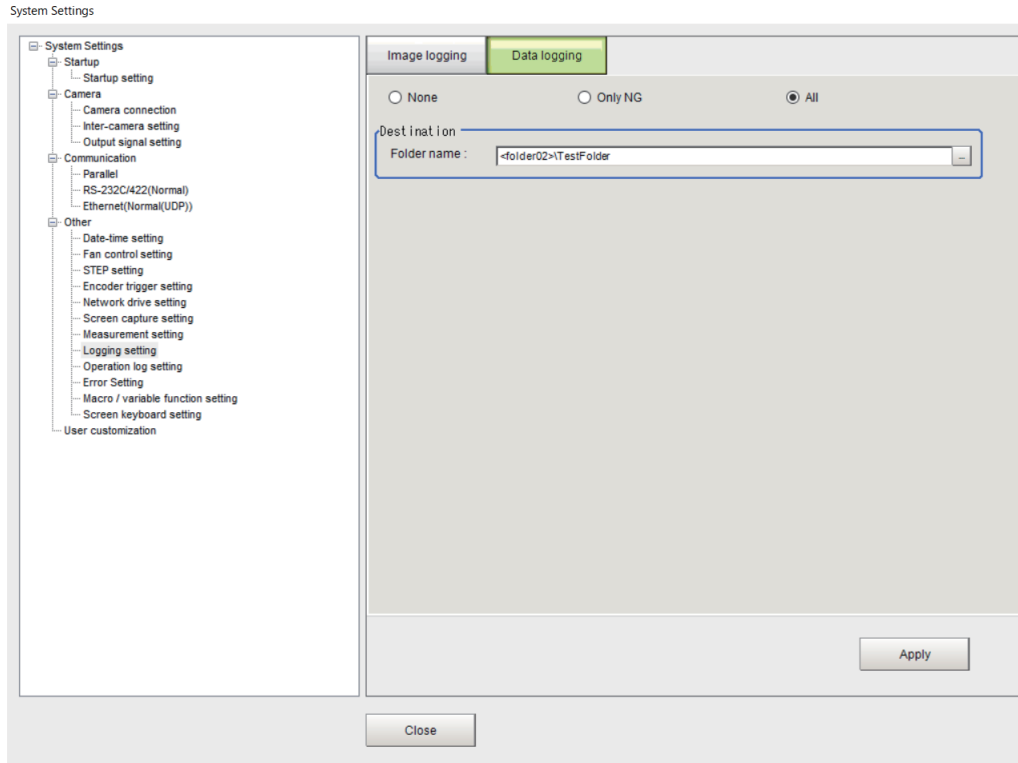 System Settings
System Settings
Startup
Startup setting
Camera
Camera connection
Inter-camera setting
Output signal setting
Communication
Parallel
RS-232C/422(Normal)
Ethernet(Normal(UDP))
Other
Date-time setting
Fan control setting
STEP setting
Encoder trigger setting
Network drive setting
Screen capture setting
Measurement setting
Logging setting
Operation log setting
Error Setting
Macro / variable function setting
Screen keyboard setting
User customization
Image logging Data logging
None Only NG All
Destination
Folder name : <folder02>\TestFolder ...
Apply
Close